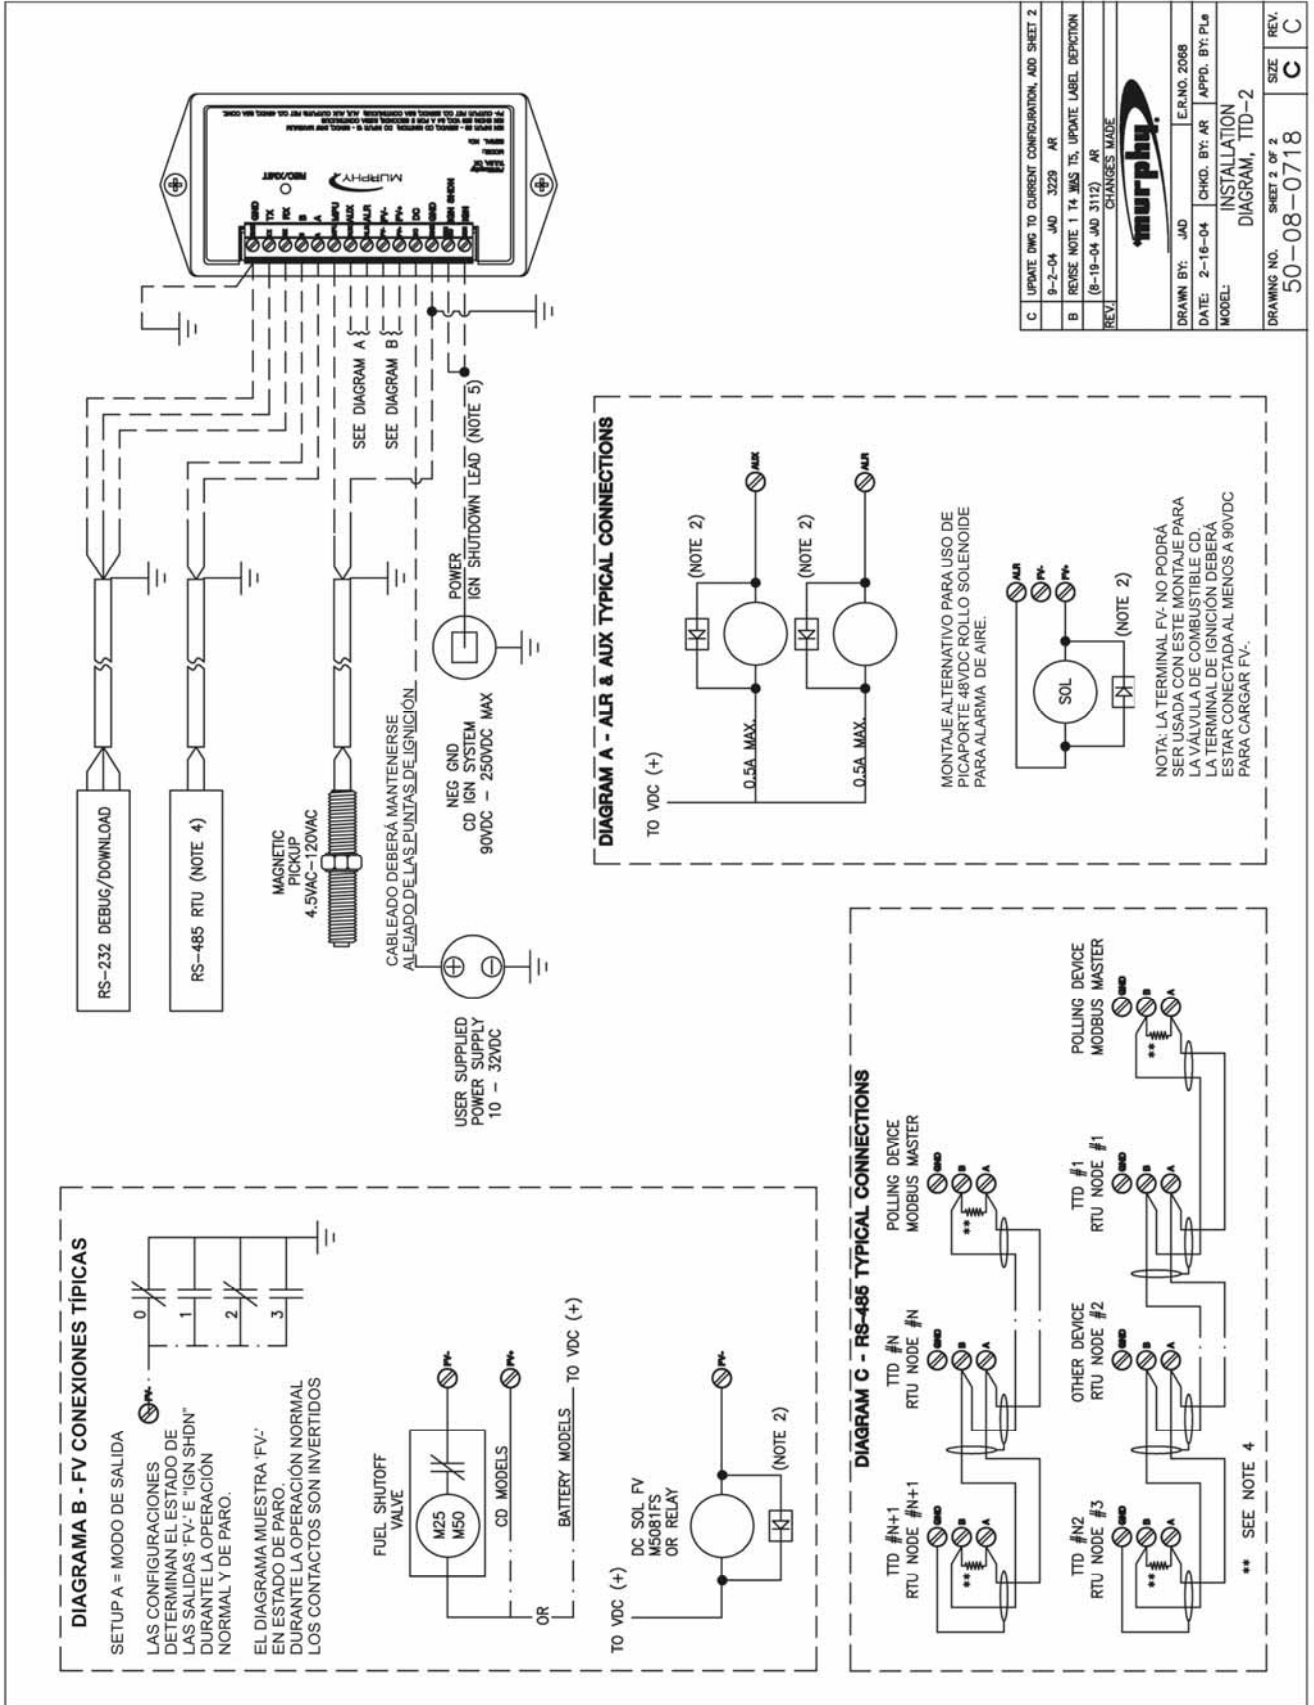 RS-232 DEBUG/DOWNLOAD
RS-485 RTU (NOTE 4)
MAGNETIC
PICKUP
4.5VAC-120VAC
CABLEADO DEBERÁ MANTENERSE
ALEJADO DE LAS PUNTAS DE IGNICIÓN
USER SUPPLIED
POWER SUPPLY
10 - 32VDC
NEG GND
CD IGN SYSTEM
90VDC - 250VDC MAX
POWER
IGN SHUTDOWN LEAD (NOTE 5)
SEE DIAGRAM A
SEE DIAGRAM B
REC/XMIT
MURPHY
MODEL:
GND
TX
RX
B
A
MPU
AUX
ALR
FV-
FV+
DC
GND
IGN SHDN
IGN
DIAGRAMA B - FV CONEXIONES TÍPICAS
SETUP A = MODO DE SALIDA
FV-
0
1
2
3
LAS CONFIGURACIONES
DETERMINAN EL ESTADO DE
LAS SALIDAS 'FV-' E "IGN SHDN"
DURANTE LA OPERACIÓN
NORMAL Y DE PARO.
EL DIAGRAMA MUESTRA 'FV-'
EN ESTADO DE PARO.
DURANTE LA OPERACIÓN NORMAL
LOS CONTACTOS SON INVERTIDOS
FUEL SHUTOFF
VALVE
M25
M50
FV-
CD MODELS
FV+
OR
BATTERY MODELS
TO VDC (+)
TO VDC (+)
DC SOL FV
M5081FS
OR RELAY
FV-
(NOTE 2)
DIAGRAM A - ALR & AUX TYPICAL CONNECTIONS
TO VDC (+)
0.5A MAX.
(NOTE 2)
AUX
0.5A MAX.
(NOTE 2)
ALR
MONTAJE ALTERNATIVO PARA USO DE
PICAPORTE 48VDC ROLLO SOLENOIDE
PARA ALARMA DE AIRE.
SOL
ALR
FV-
FV+
(NOTE 2)
NOTA: LA TERMINAL FV- NO PODRÁ
SER USADA CON ESTE MONTAJE PARA
LA VÁLVULA DE COMBUSTIBLE CD.
LA TERMINAL DE IGNICIÓN DEBERÁ
ESTAR CONECTADA AL MENOS A 90VDC
PARA CARGAR FV-.
DIAGRAM C - RS-485 TYPICAL CONNECTIONS
TTD #N+1
RTU NODE #N+1
GND
B
A
**
TTD #N
RTU NODE #N
GND
B
A
POLLING DEVICE
MODBUS MASTER
GND
B
A
**
TTD N2
RTU NODE #3
GND
B
A
**
OTHER DEVICE
RTU NODE #2
GND
B
A
TTD #1
RTU NODE #1
GND
B
A
POLLING DEVICE
MODBUS MASTER
GND
B
A
**
** SEE NOTE 4
C UPDATE DWG TO CURRENT CONFIGURATION, ADD SHEET 2
9-2-04 JAD 3229 AR
B REVISE NOTE 1 T4 WAS T5, UPDATE LABEL DEPICTION
(8-19-04 JAD 3112) AR
REV. CHANGES MADE
murphy
DRAWN BY: JAD E.R.NO. 2068
DATE: 2-16-04 CHKD. BY: AR APPD. BY: PLe
MODEL: INSTALLATION
DIAGRAM, TTD-2
DRAWING NO. SHEET 2 OF 2 SIZE REV.
50-08-0718 C C